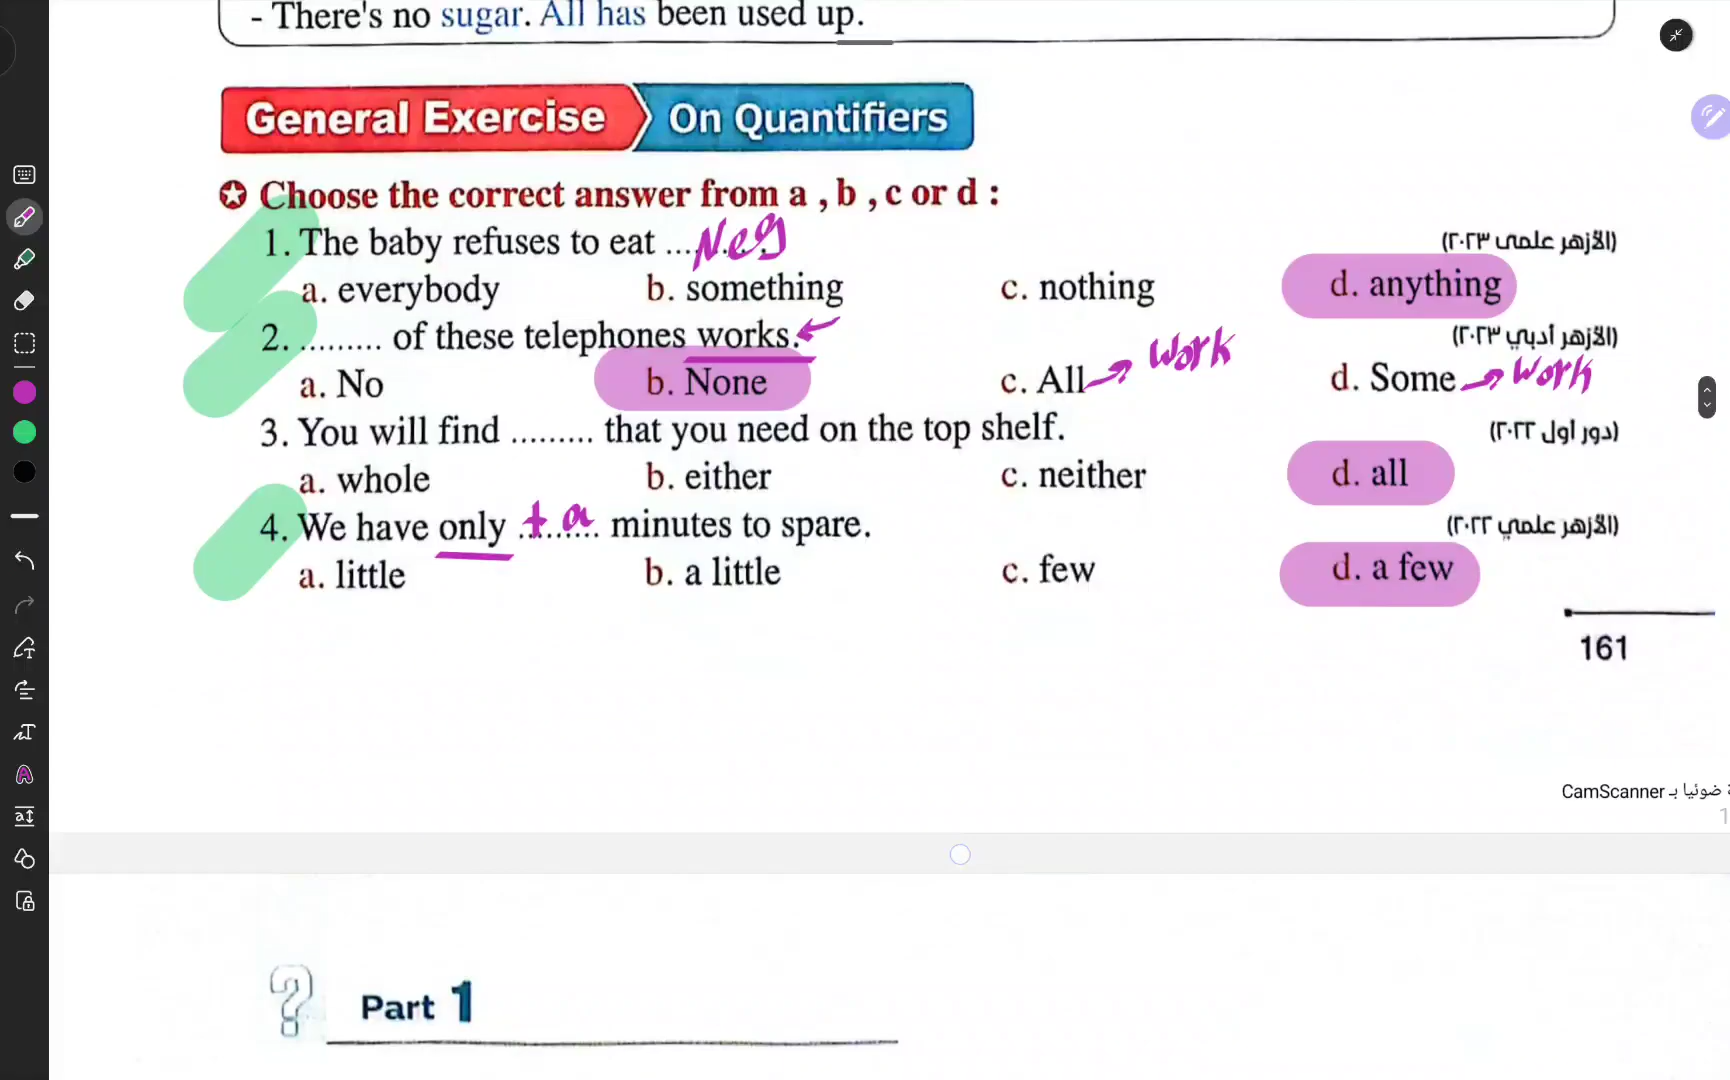 - There's no sugar. All has been used up.
General Exercise On Quantifiers
Choose the correct answer from a , b , c or d :
1. The baby refuses to eat ......... Neg (الأزهر علمي ٢٠٢٣)
a. everybody b. something c. nothing d. anything
2. ......... of these telephones works. (الأزهر أدبي ٢٠٢٣)
a. No b. None c. All → work d. Some → work
3. You will find ......... that you need on the top shelf. (دور أول ٢٠٢٢)
a. whole b. either c. neither d. all
4. We have only ......... + a minutes to spare. (الأزهر علمي ٢٠٢٢)
a. little b. a little c. few d. a few
161
ضوئيا بـ CamScanner
1
Part 1